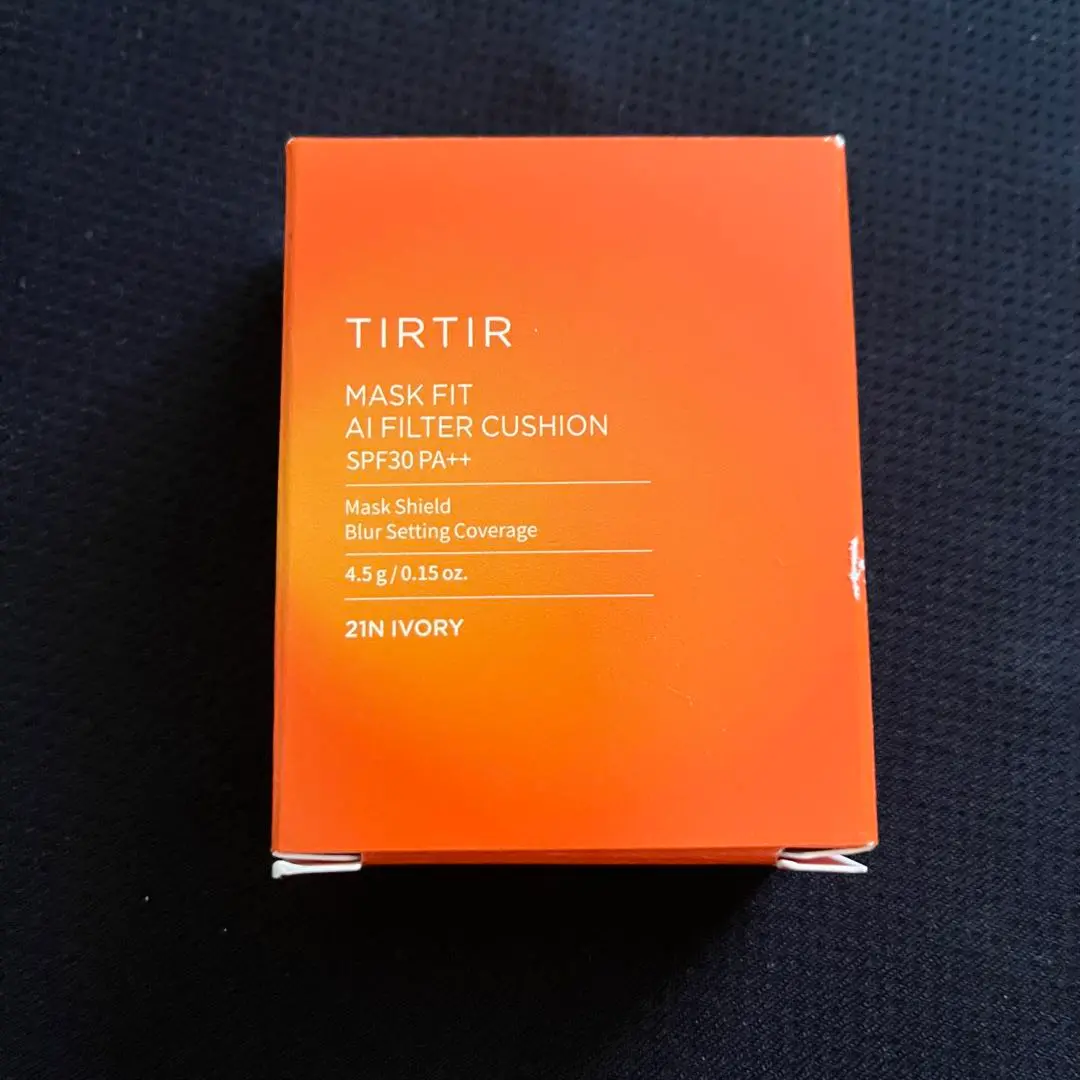 TIRTIR
MASK FIT
AI FILTER CUSHION
SPF30 PA++
Mask Shield
Blur Setting Coverage
4.5 g / 0.15 oz.
21N IVORY